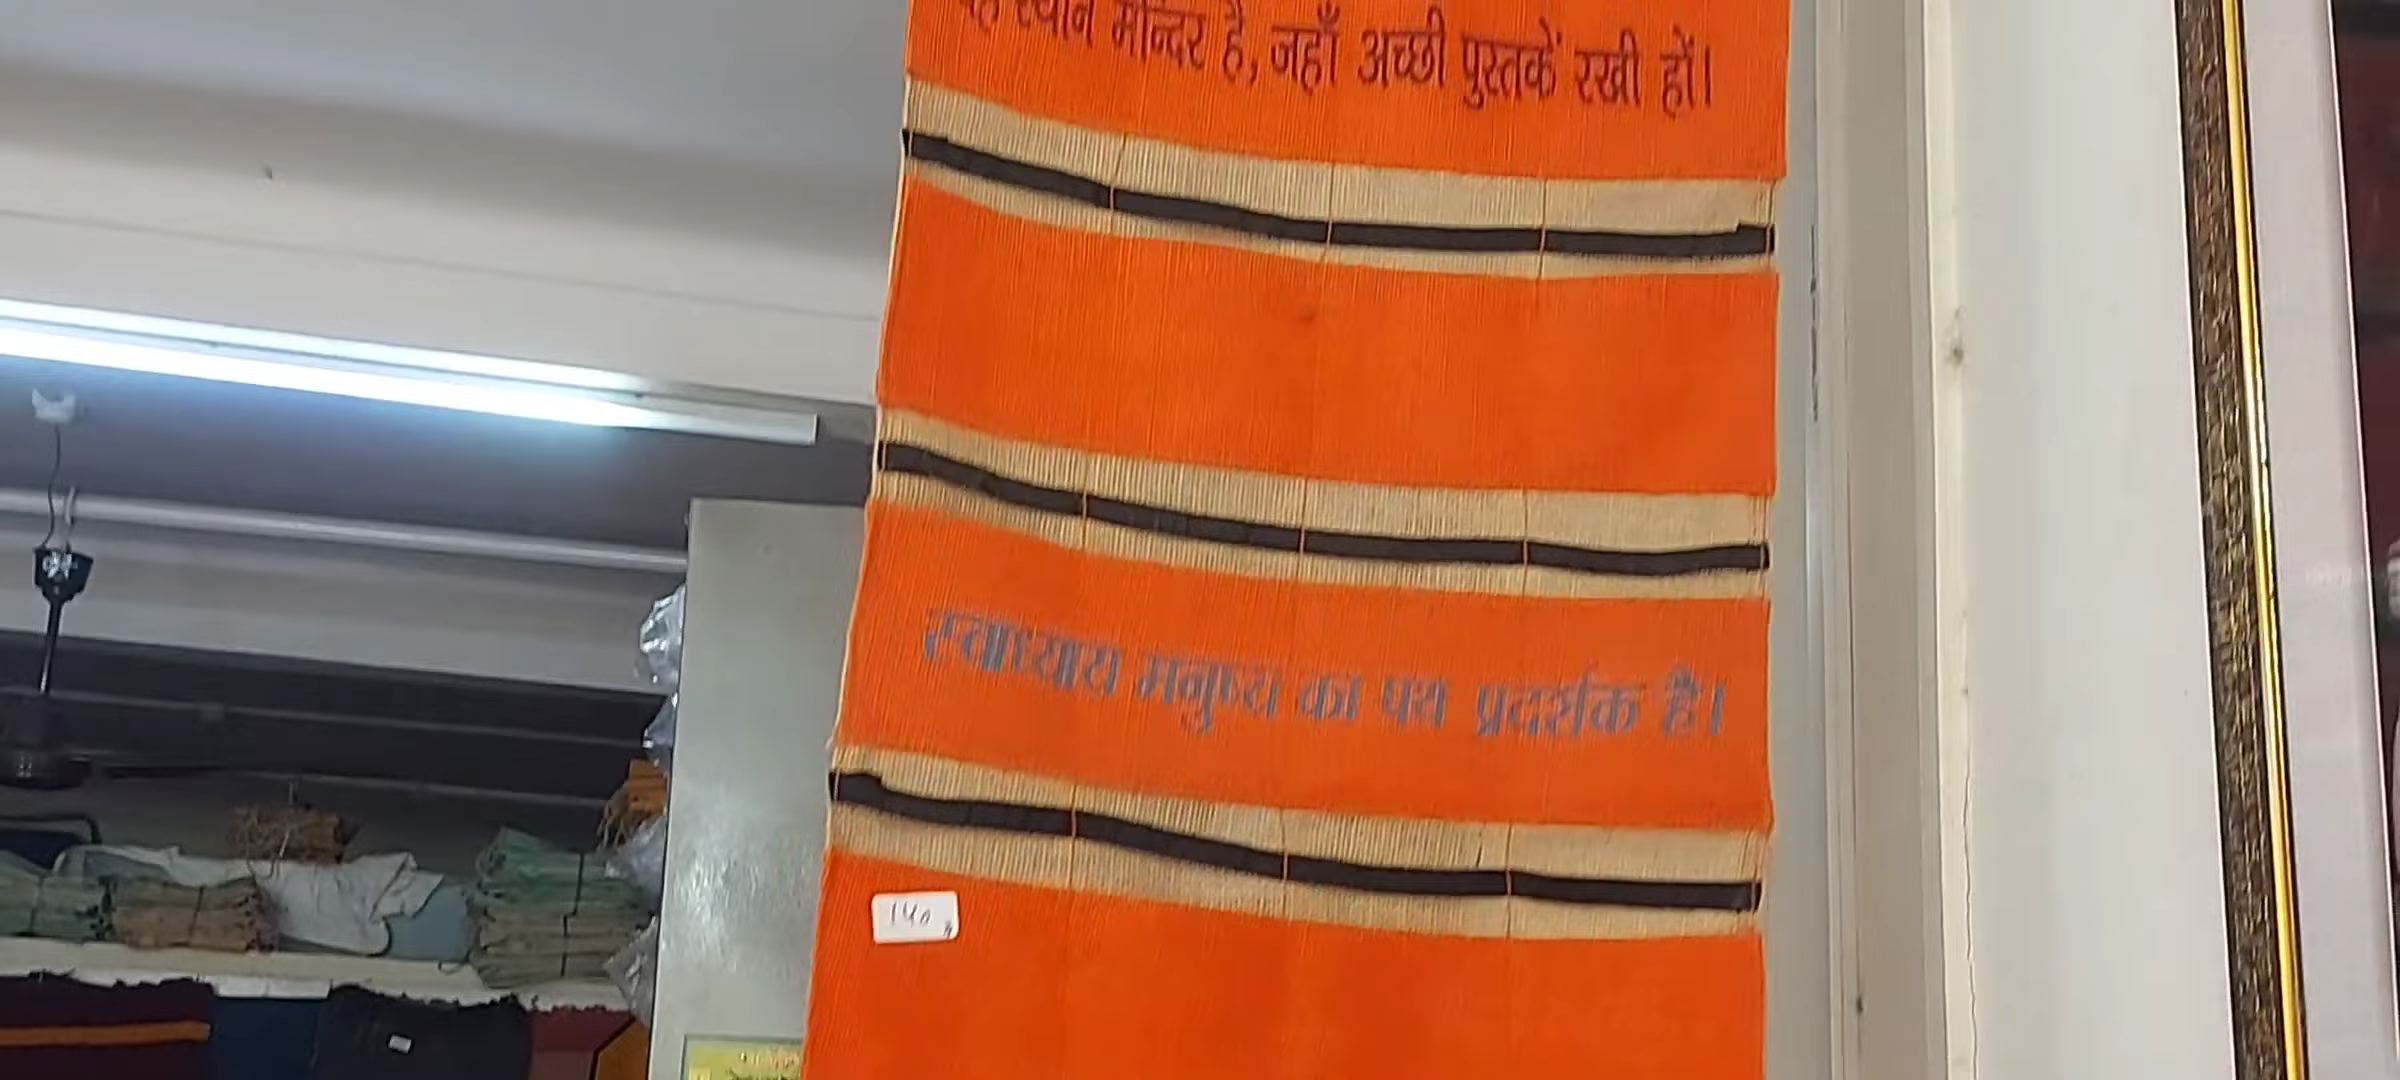 स्थान मन्दिर है, जहाँ अच्छी पुस्तकें रखी हों।
स्वाध्याय मनुष्य का पथ प्रदर्शक है।
140